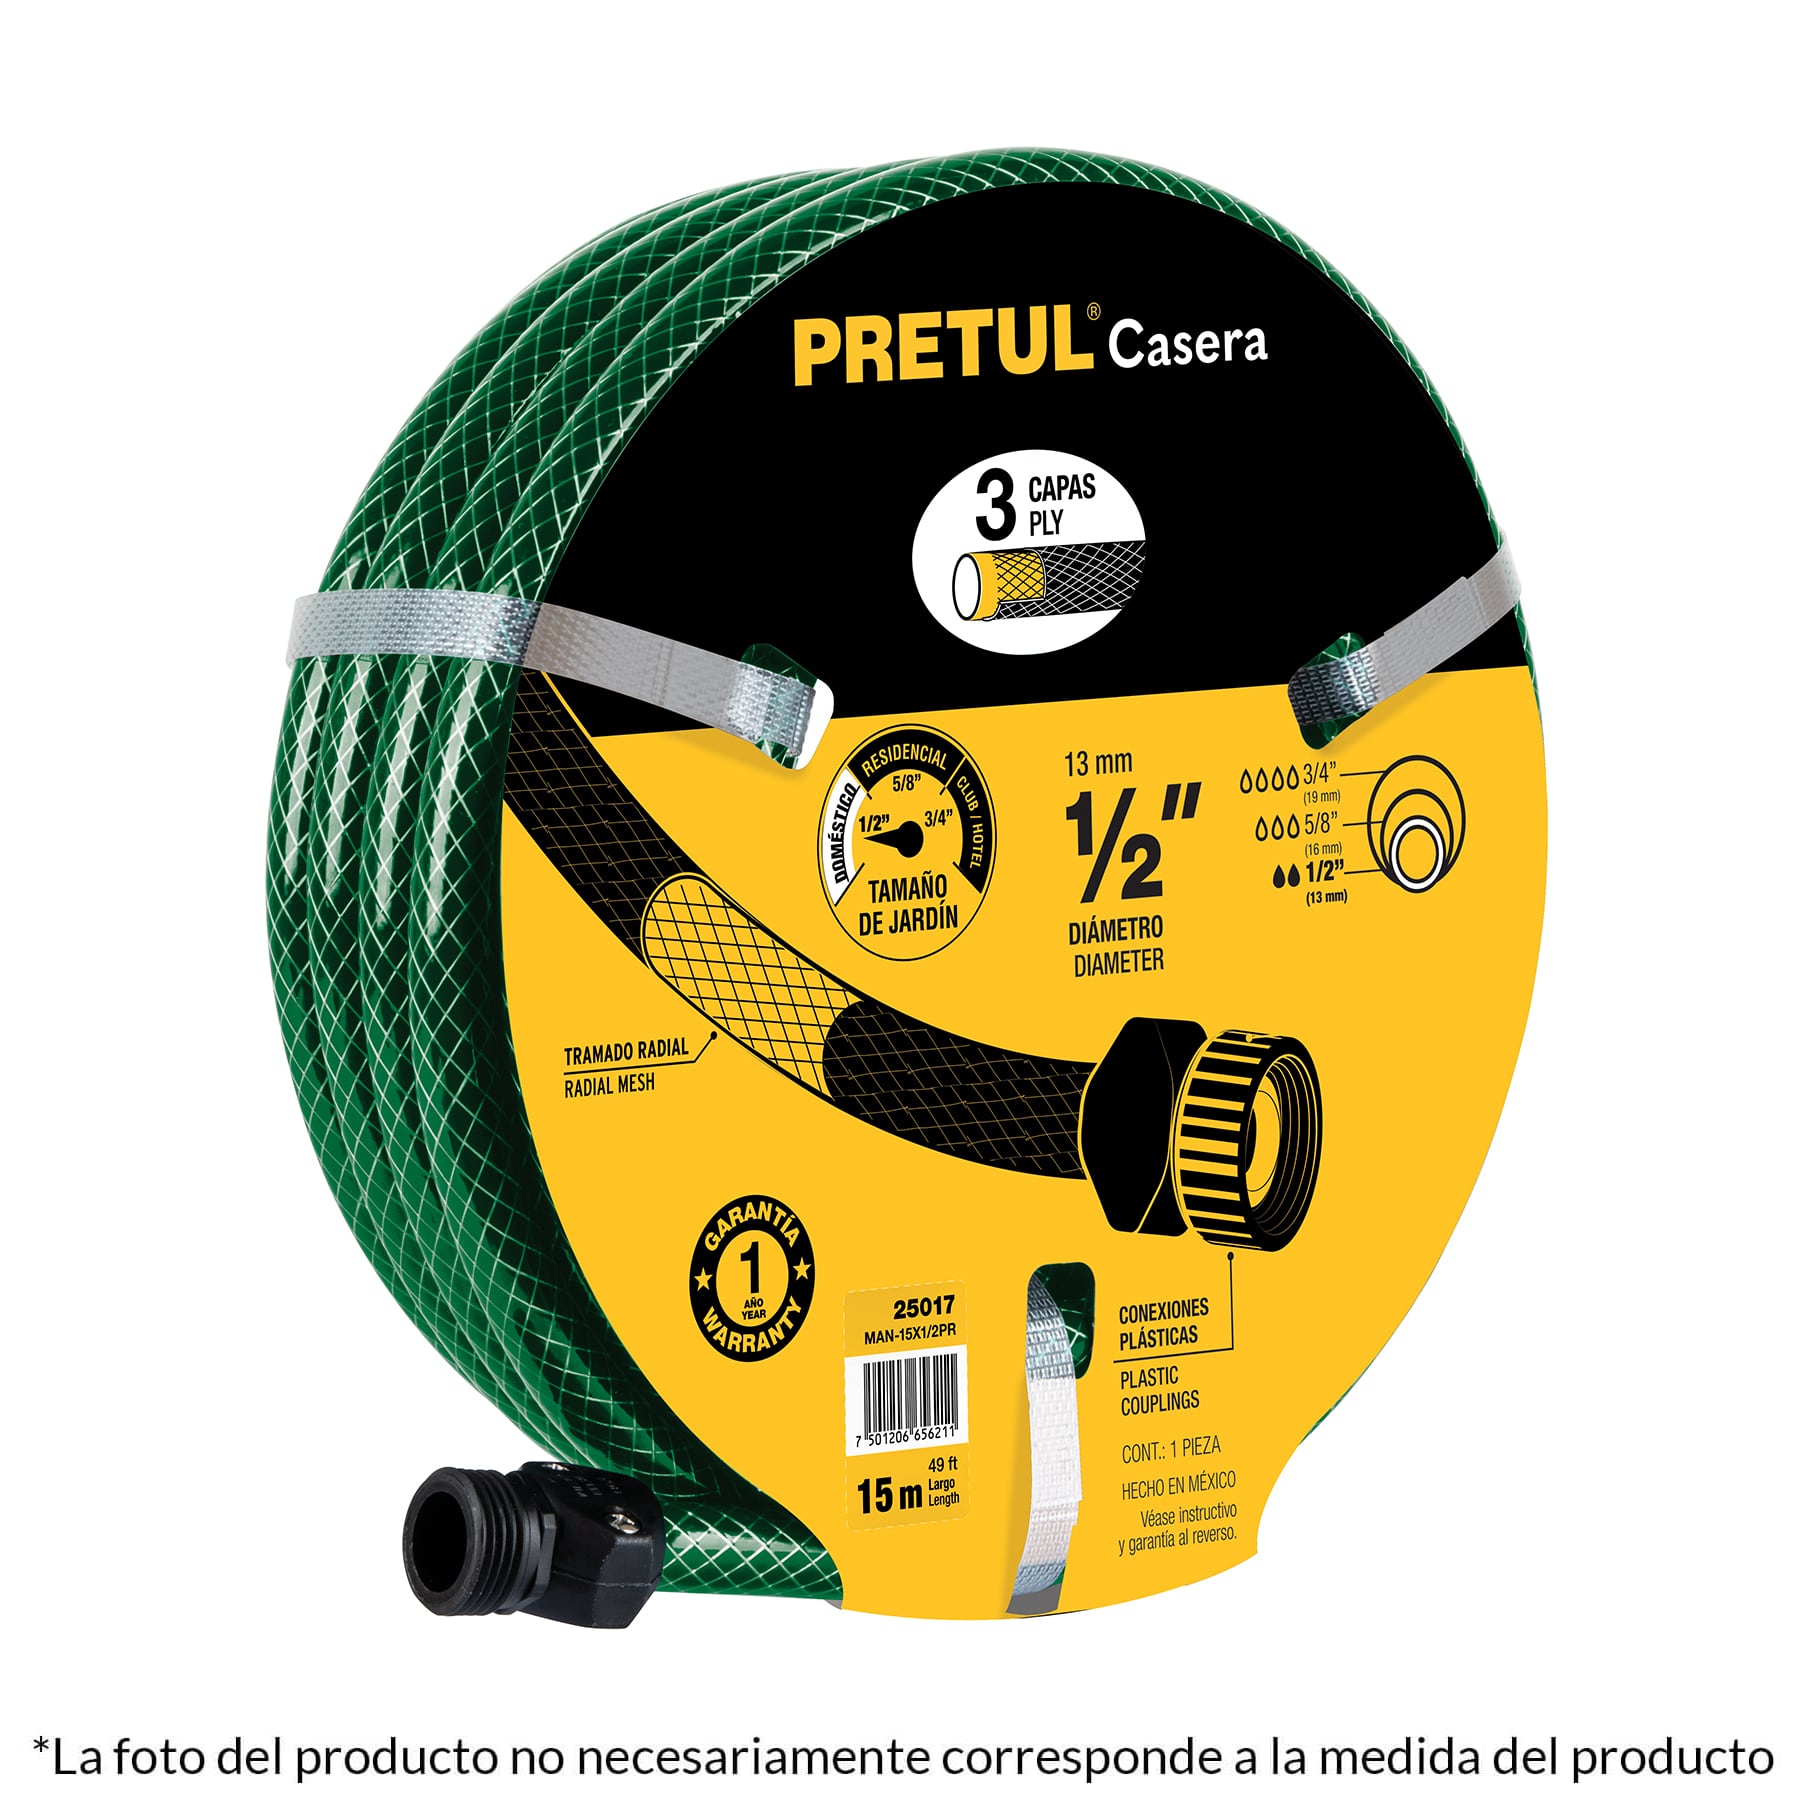 PRETUL® Casera
3 CAPAS
PLY
RESIDENCIAL
DOMÉSTICO
CLUB / HOTEL
5/8"
1/2"
3/4"
TAMAÑO
DE JARDÍN
13 mm
1/2"
DIÁMETRO
DIAMETER
3/4"
(19 mm)
5/8"
(16 mm)
1/2"
(13 mm)
TRAMADO RADIAL
RADIAL MESH
GARANTÍA
1
AÑO
YEAR
WARRANTY
25017
MAN-15X1/2PR
7 501206 656211
49 ft
15 m Largo
Length
CONEXIONES
PLÁSTICAS
PLASTIC
COUPLINGS
CONT.: 1 PIEZA
HECHO EN MÉXICO
Véase instructivo
y garantía al reverso.
*La foto del producto no necesariamente corresponde a la medida del producto